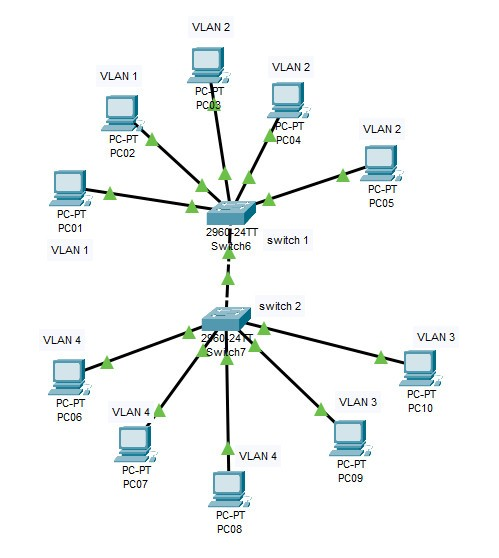 VLAN 2
VLAN 1
PC-PT
PC02
PC-PT
PC03
VLAN 2
PC-PT
PC04
VLAN 2
PC-PT
PC05
PC-PT
PC01
VLAN 1
2960-24TT
Switch6
switch 1
switch 2
2960-24TT
Switch7
VLAN 4
PC-PT
PC06
VLAN 4
PC-PT
PC07
VLAN 4
PC-PT
PC08
VLAN 3
PC-PT
PC09
VLAN 3
PC-PT
PC10